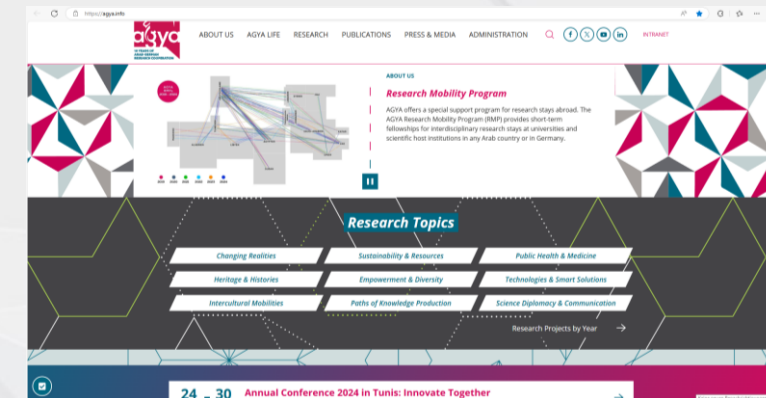 https://agya.info
agya
ABOUT US AGYA LIFE RESEARCH PUBLICATIONS PRESS & MEDIA ADMINISTRATION INTRANET
ABOUT US
Research Mobility Program
AGYA offers a special support program for research stays abroad. The
AGYA Research Mobility Program (RMP) provides short-term
fellowships for interdisciplinary research stays at universities and
scientific host institutions in any Arab country or in Germany.
Research Topics
Changing Realities Sustainability & Resources Public Health & Medicine
Heritage & Histories Empowerment & Diversity Technologies & Smart Solutions
Intercultural Mobilities Paths of Knowledge Production Science Diplomacy & Communication
Research Projects by Year
24 – 30 Annual Conference 2024 in Tunis: Innovate Together